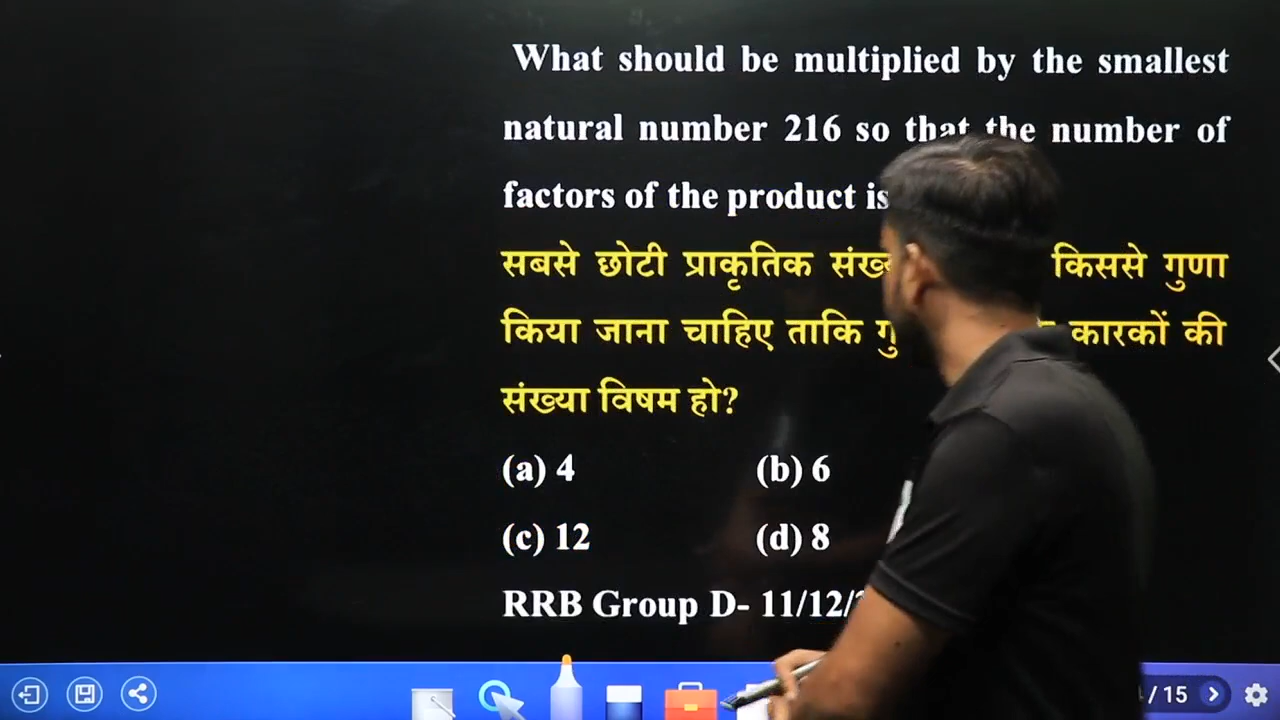 What should be multiplied by the smallest
natural number 216 so that the number of
factors of the product is
सबसे छोटी प्राकृतिक किससे गुणा
किया जाना चाहिए ताकि कारकों की
संख्या विषम हो?
(a) 4 (b) 6
(c) 12 (d) 8
RRB Group D- 11/12/
/ 15